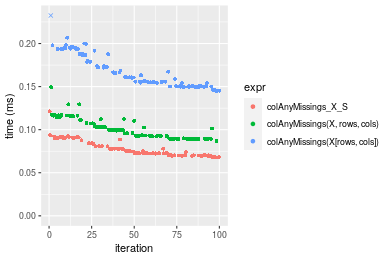 0.20
0.15
0.10
0.05
0.00
time (ms)
0
25
50
75
100
iteration
expr
colAnyMissings_X_S
colAnyMissings(X, rows, cols)
colAnyMissings(X[rows, cols])